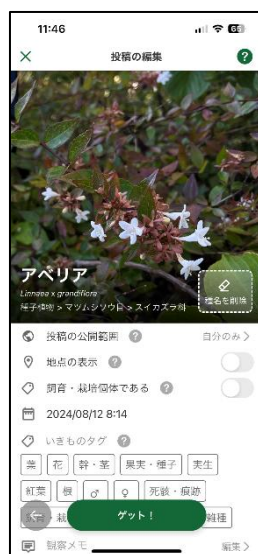 11:46
66
投稿の編集
?
アベリア
Linnaea x grandiflora
種子植物 > マツムシソウ目 > スイカズラ科
種名を削除
投稿の公開範囲 ?
自分のみ >
地点の表示 ?
飼育・栽培個体である ?
2024/08/12 8:14
いきものタグ ?
葉 花 幹・茎 果実・種子 実生
紅葉 根 ♂ ♀ 死骸・痕跡
ゲット!
雑種
観察メモ
編集 >